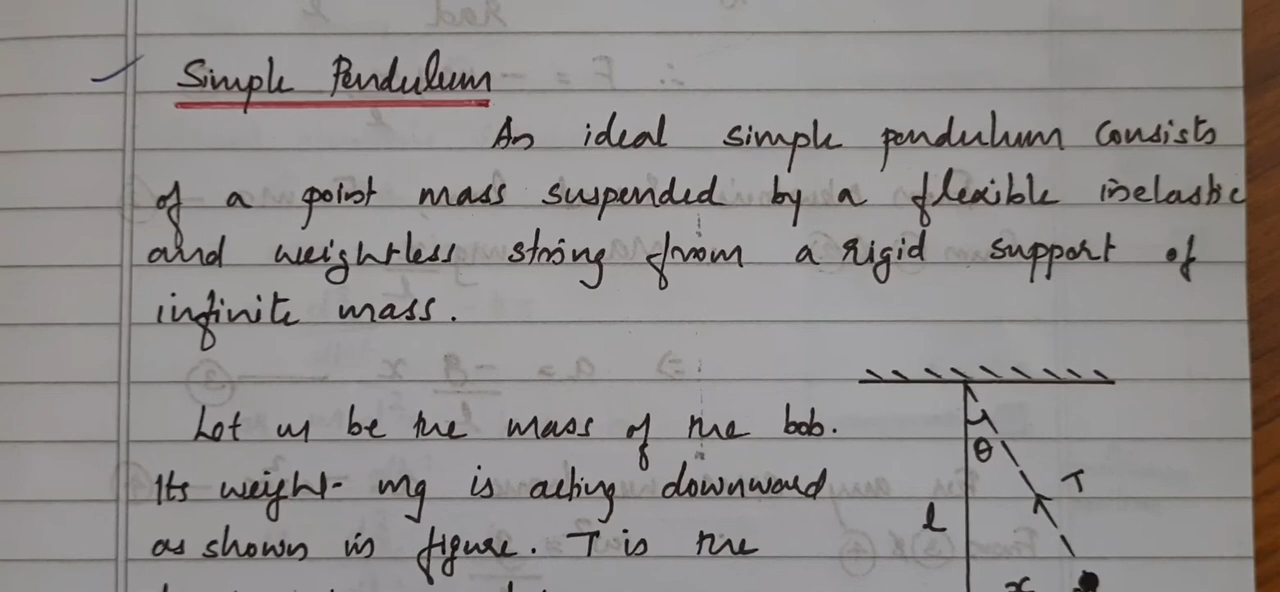 Simple Pendulum
An ideal simple pendulum consists
of a point mass suspended by a flexible inelastic
and weightless string from a rigid support of
infinite mass.
Let m be the mass of the bob.
Its weight mg is acting downward
as shown in figure. T is the
θ
T
l
x